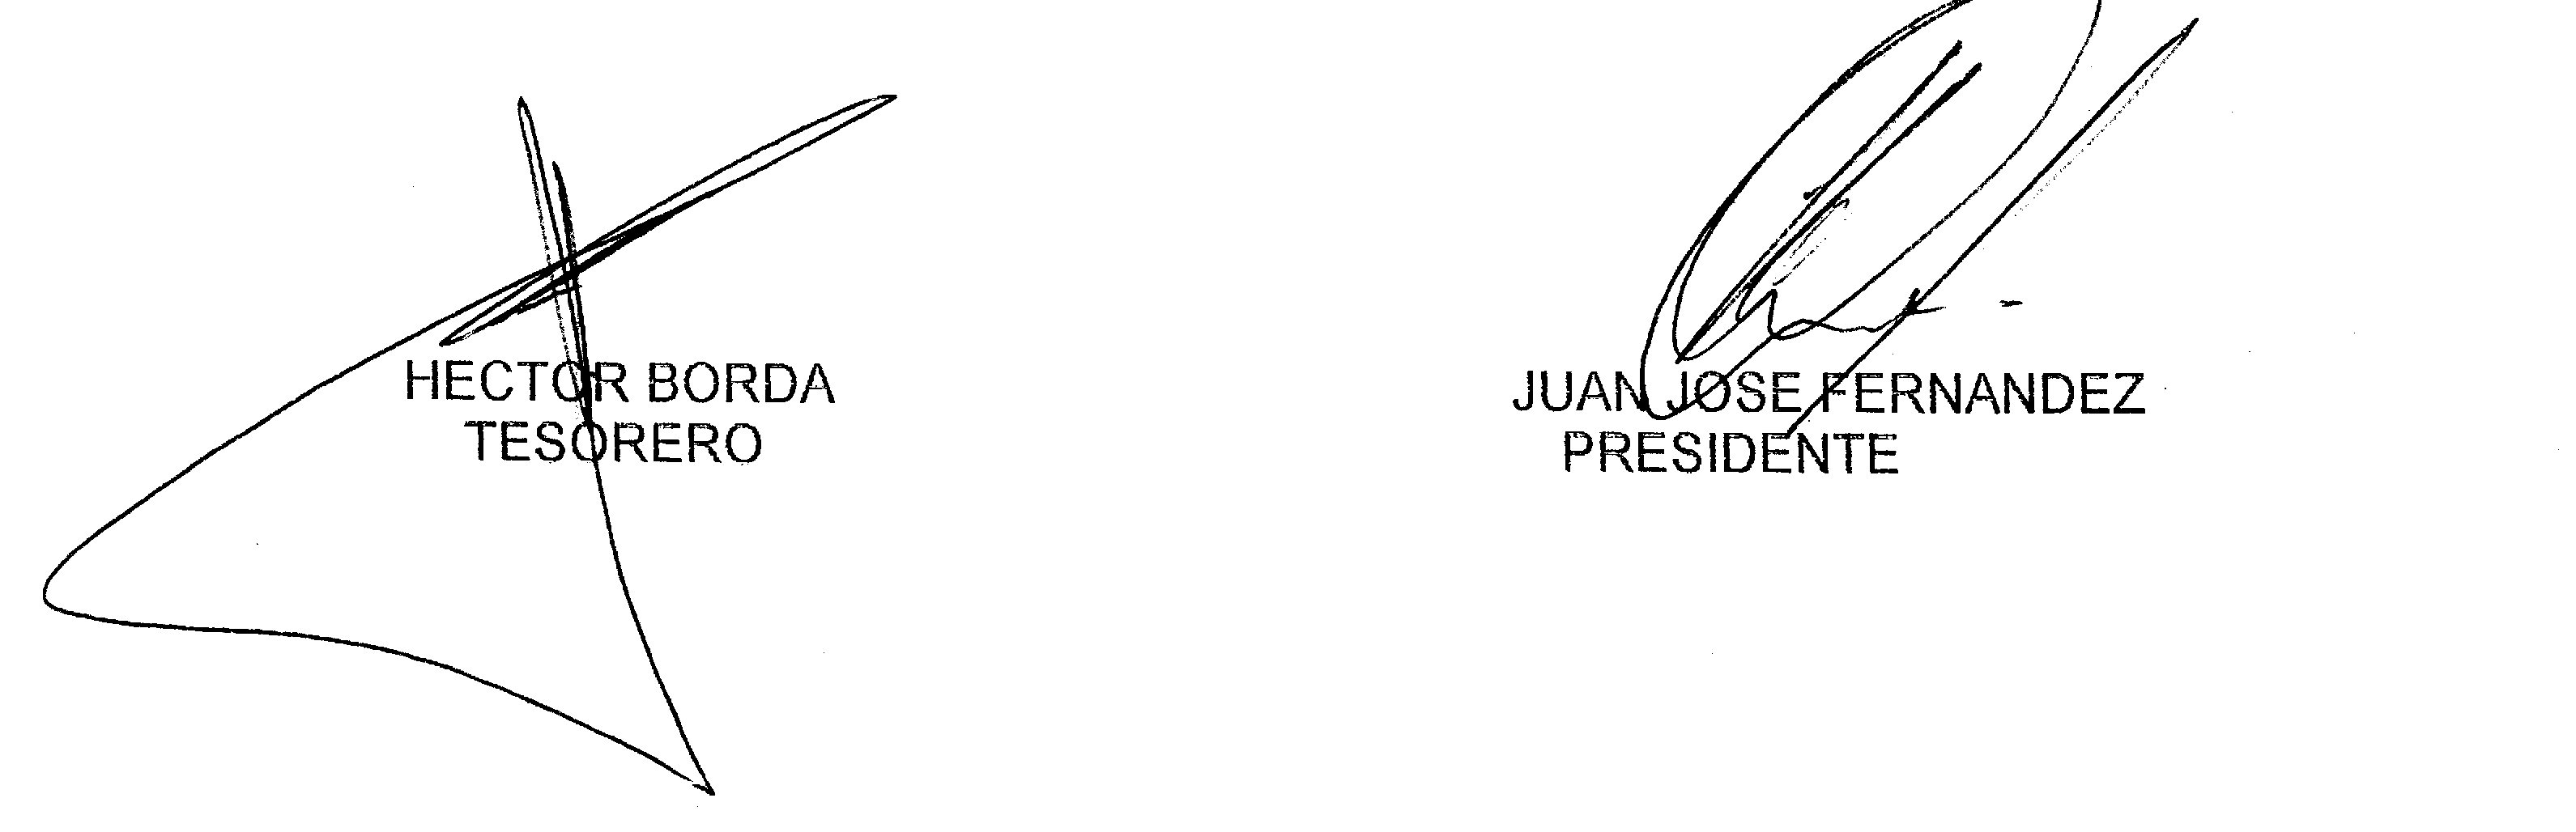 HECTOR BORDA
TESORERO
JUAN JOSE FERNANDEZ
PRESIDENTE